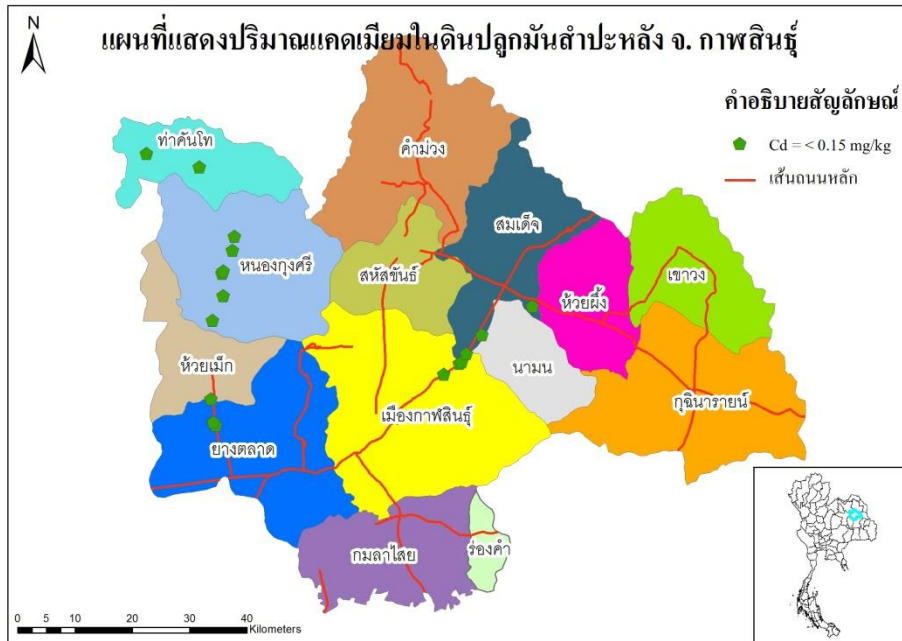 แผนที่แสดงปริมาณแคดเมียมในดินปลูกมันสำปะหลัง จ. กาฬสินธุ์
N
คำอธิบายสัญลักษณ์
Cd = < 0.15 mg/kg
เส้นถนนหลัก
ท่าคันโท
คำม่วง
สมเด็จ
หนองกุงศรี
สหัสขันธ์
ห้วยผึ้ง
เขาวง
ห้วยเม็ก
นามน
เมืองกาฬสินธุ์
กุฉินารายน์
ยางตลาด
กมลาไสย
ร่องคำ
0 5 10 20 30 40
Kilometers